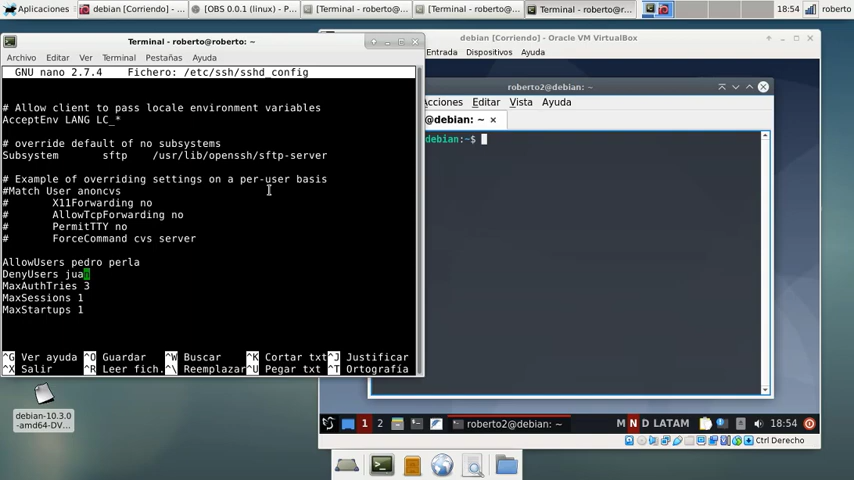 Aplicaciones debian [Corriendo] - Or... [OBS 0.0.1 (linux) - P... [Terminal - roberto@ro... [Terminal - roberto@ro... Terminal - roberto@r... 18:54 roberto
Terminal - roberto@roberto: ~
Archivo Editar Ver Terminal Pestañas Ayuda
GNU nano 2.7.4 Fichero: /etc/ssh/sshd_config
# Allow client to pass locale environment variables
AcceptEnv LANG LC_*
# override default of no subsystems
Subsystem sftp /usr/lib/openssh/sftp-server
# Example of overriding settings on a per-user basis
#Match User anoncvs
# X11Forwarding no
# AllowTcpForwarding no
# PermitTTY no
# ForceCommand cvs server
AllowUsers pedro perla
DenyUsers juan
MaxAuthTries 3
MaxSessions 1
MaxStartups 1
^G Ver ayuda ^O Guardar ^W Buscar ^K Cortar txt ^J Justificar
^X Salir ^R Leer fich. ^\ Reemplazar ^U Pegar txt ^T Ortografía
debian [Corriendo] - Oracle VM VirtualBox
Entrada Dispositivos Ayuda
roberto2@debian: ~
Acciones Editar Vista Ayuda
@debian: ~
debian:~$
1 2 roberto2@debian: ~ M N D LATAM 18:54
Ctrl Derecho
debian-10.3.0
-amd64-DV...